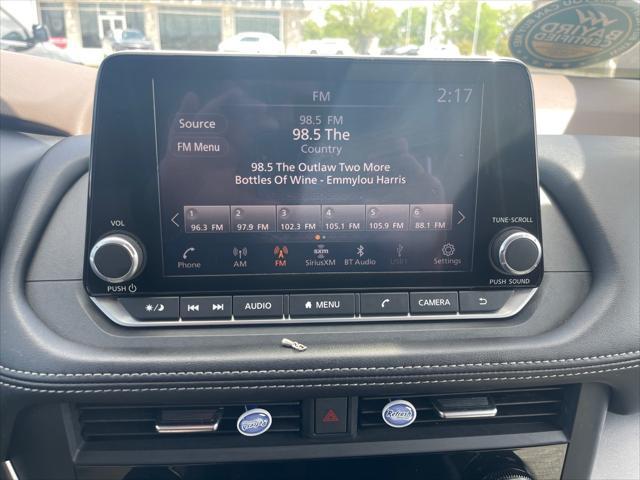 FM
2:17
Source
98.5 FM
98.5 The
FM Menu
Country
98.5 The Outlaw Two More
Bottles Of Wine - Emmylou Harris
1 2 3 4 5 6
96.3 FM 97.9 FM 102.3 FM 105.1 FM 105.9 FM 88.1 FM
VOL
TUNE·SCROLL
Phone AM FM SiriusXM BT Audio USB1 Settings
PUSH
PUSH SOUND
AUDIO MENU CAMERA
Refresh